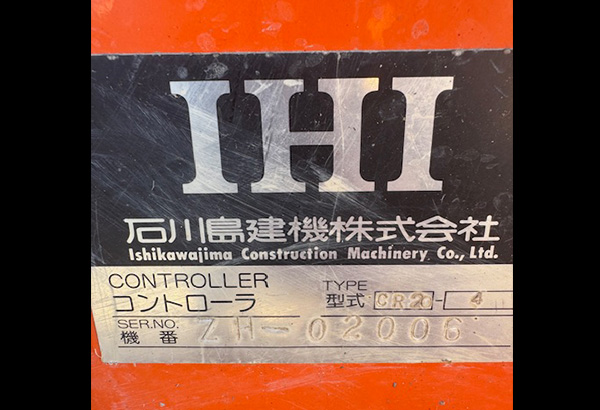 IHI
石川島建機株式会社
Ishikawajima Construction Machinery Co., Ltd.
CONTROLLER
コントローラ
TYPE
型式 CR20-4
SER.NO.
機番 ZH-02006